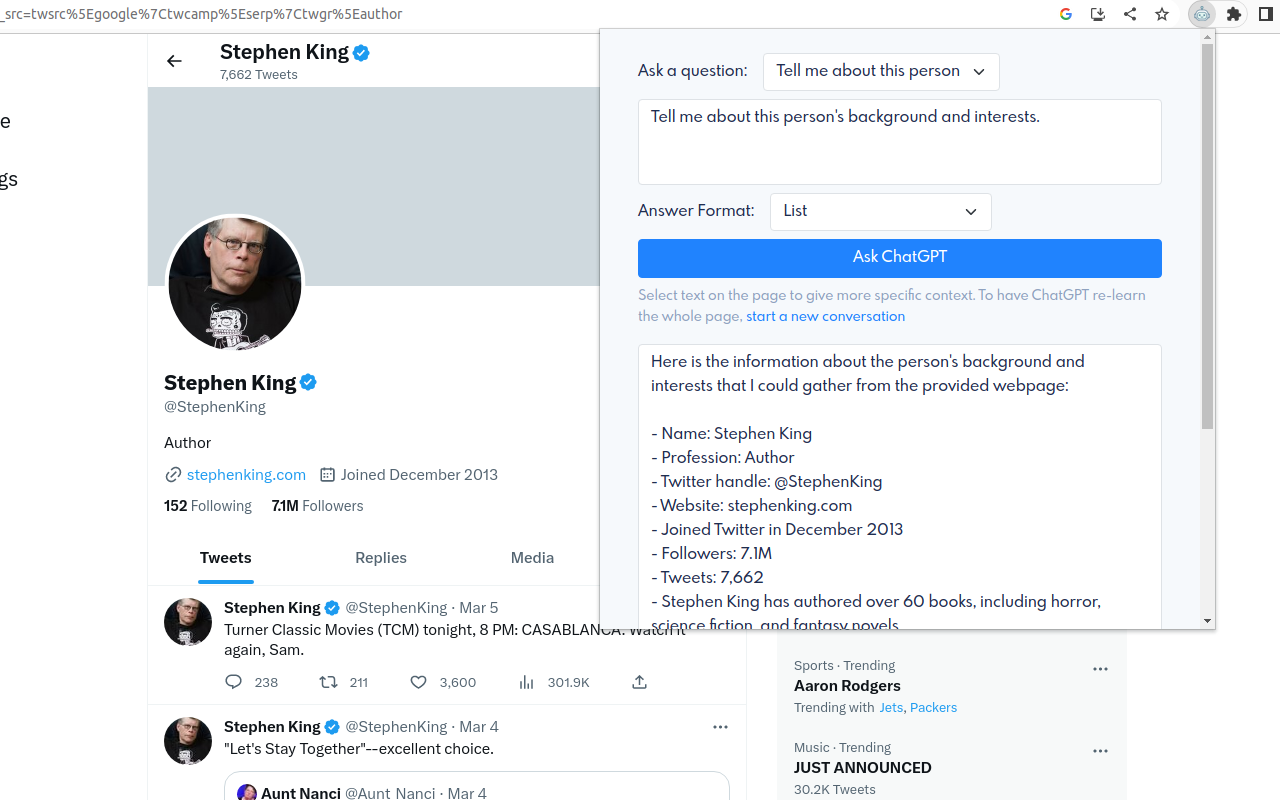 _src=twsrc%5Egoogle%7Ctwcamp%5Eserp%7Ctwgr%5Eauthor
e
gs
Stephen King
7,662 Tweets
Stephen King
@StephenKing
Author
stephenking.com Joined December 2013
152 Following 7.1M Followers
Tweets Replies Media
Stephen King @StephenKing · Mar 5
Turner Classic Movies (TCM) tonight, 8 PM: CASABLANCA. Watch it
again, Sam.
238 211 3,600 301.9K
Stephen King @StephenKing · Mar 4
"Let's Stay Together"--excellent choice.
Aunt Nanci @Aunt_Nanci · Mar 4
Ask a question: Tell me about this person
Tell me about this person's background and interests.
Answer Format: List
Ask ChatGPT
Select text on the page to give more specific context. To have ChatGPT re-learn
the whole page, start a new conversation
Here is the information about the person's background and
interests that I could gather from the provided webpage:
- Name: Stephen King
- Profession: Author
- Twitter handle: @StephenKing
- Website: stephenking.com
- Joined Twitter in December 2013
- Followers: 7.1M
- Tweets: 7,662
- Stephen King has authored over 60 books, including horror,
science fiction, and fantasy novels
Sports · Trending
Aaron Rodgers
Trending with Jets, Packers
Music · Trending
JUST ANNOUNCED
30.2K Tweets